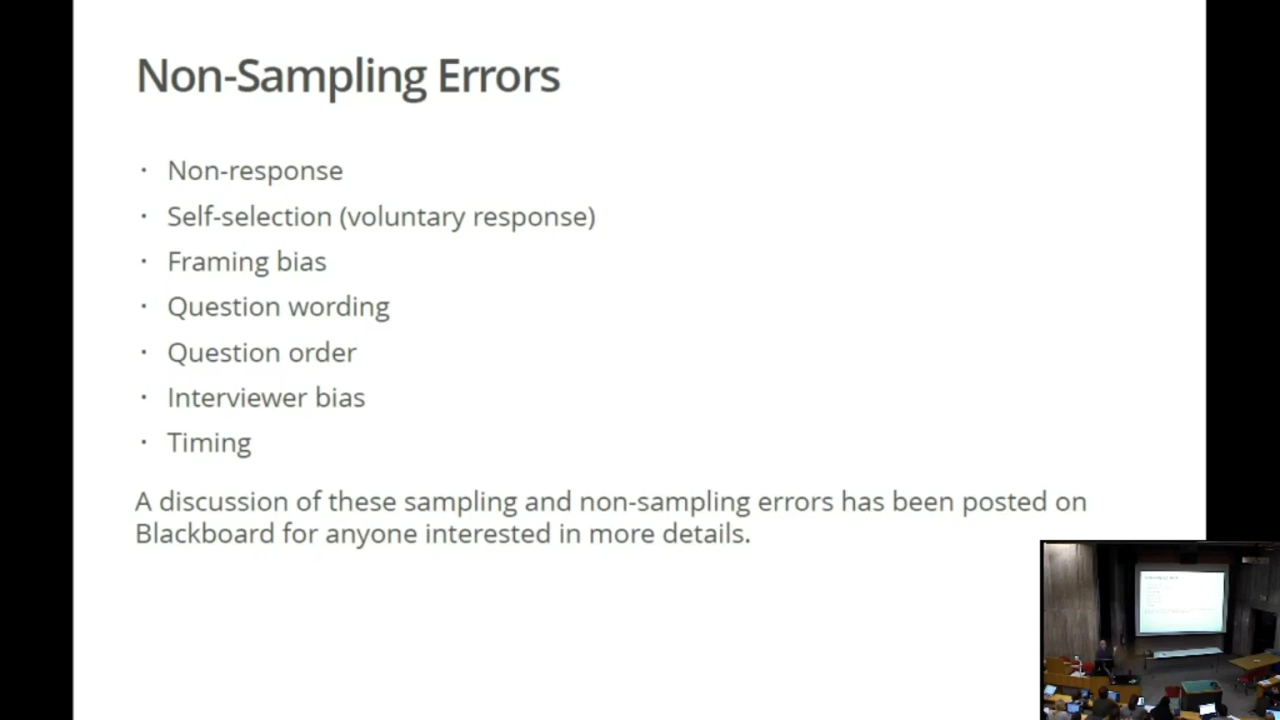 Non-Sampling Errors
· Non-response
· Self-selection (voluntary response)
· Framing bias
· Question wording
· Question order
· Interviewer bias
· Timing
A discussion of these sampling and non-sampling errors has been posted on
Blackboard for anyone interested in more details.